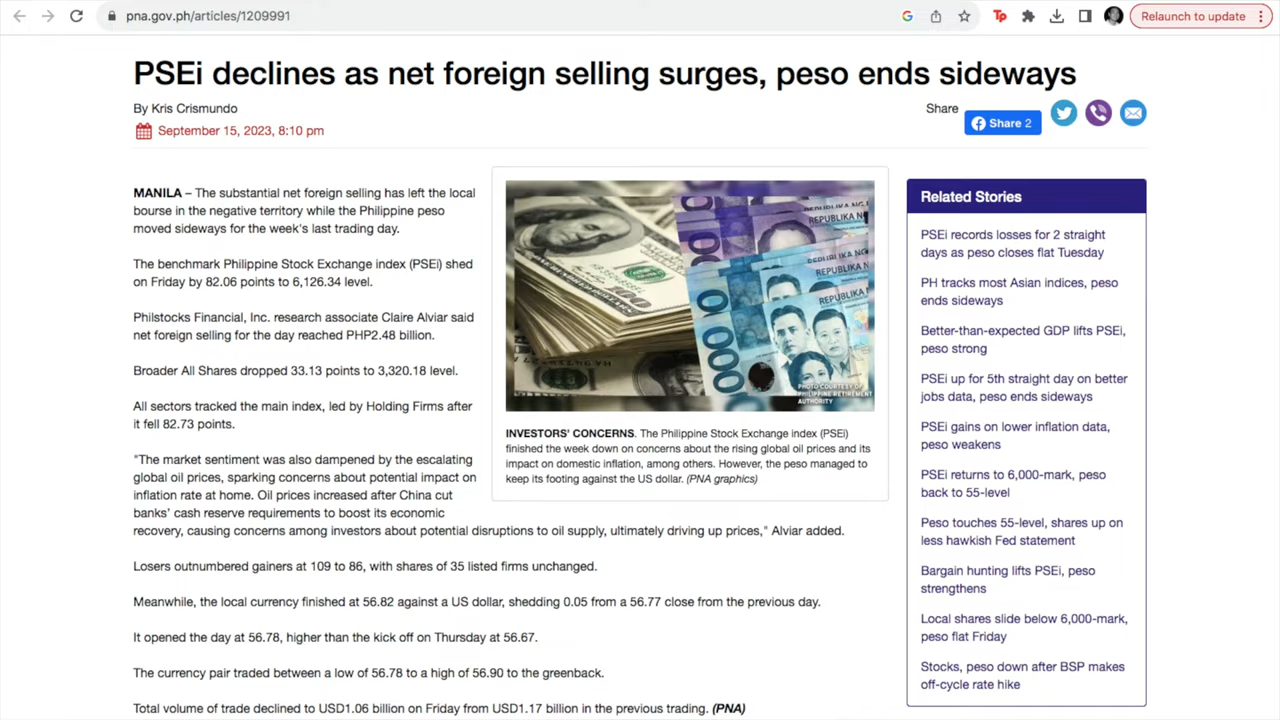 pna.gov.ph/articles/1209991
Relaunch to update
PSEi declines as net foreign selling surges, peso ends sideways
By Kris Crismundo
September 15, 2023, 8:10 pm
Share
Share 2
MANILA – The substantial net foreign selling has left the local
bourse in the negative territory while the Philippine peso
moved sideways for the week's last trading day.
The benchmark Philippine Stock Exchange index (PSEi) shed
on Friday by 82.06 points to 6,126.34 level.
Philstocks Financial, Inc. research associate Claire Alviar said
net foreign selling for the day reached PHP2.48 billion.
Broader All Shares dropped 33.13 points to 3,320.18 level.
All sectors tracked the main index, led by Holding Firms after
it fell 82.73 points.
"The market sentiment was also dampened by the escalating
global oil prices, sparking concerns about potential impact on
inflation rate at home. Oil prices increased after China cut
banks' cash reserve requirements to boost its economic
recovery, causing concerns among investors about potential disruptions to oil supply, ultimately driving up prices," Alviar added.
Losers outnumbered gainers at 109 to 86, with shares of 35 listed firms unchanged.
Meanwhile, the local currency finished at 56.82 against a US dollar, shedding 0.05 from a 56.77 close from the previous day.
It opened the day at 56.78, higher than the kick off on Thursday at 56.67.
The currency pair traded between a low of 56.78 to a high of 56.90 to the greenback.
Total volume of trade declined to USD1.06 billion on Friday from USD1.17 billion in the previous trading. (PNA)
REPUBLIKA NG
REPUBLIKA NG
REPUBLIKA NG
REPUBLIKA
PHOTO COURTESY OF
PHILIPPINE RETIREMENT
AUTHORITY
INVESTORS' CONCERNS. The Philippine Stock Exchange index (PSEi)
finished the week down on concerns about the rising global oil prices and its
impact on domestic inflation, among others. However, the peso managed to
keep its footing against the US dollar. (PNA graphics)
Related Stories
PSEi records losses for 2 straight
days as peso closes flat Tuesday
PH tracks most Asian indices, peso
ends sideways
Better-than-expected GDP lifts PSEi,
peso strong
PSEi up for 5th straight day on better
jobs data, peso ends sideways
PSEi gains on lower inflation data,
peso weakens
PSEi returns to 6,000-mark, peso
back to 55-level
Peso touches 55-level, shares up on
less hawkish Fed statement
Bargain hunting lifts PSEi, peso
strengthens
Local shares slide below 6,000-mark,
peso flat Friday
Stocks, peso down after BSP makes
off-cycle rate hike